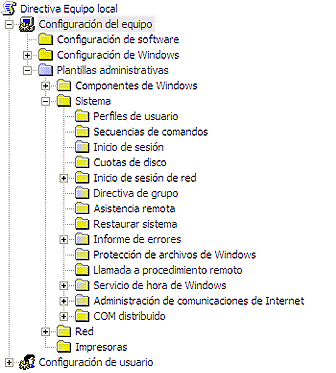 Directiva Equipo local
Configuración del equipo
Configuración de software
Configuración de Windows
Plantillas administrativas
Componentes de Windows
Sistema
Perfiles de usuario
Secuencias de comandos
Inicio de sesión
Cuotas de disco
Inicio de sesión de red
Directiva de grupo
Asistencia remota
Restaurar sistema
Informe de errores
Protección de archivos de Windows
Llamada a procedimiento remoto
Servicio de hora de Windows
Administración de comunicaciones de Internet
COM distribuido
Red
Impresoras
Configuración de usuario